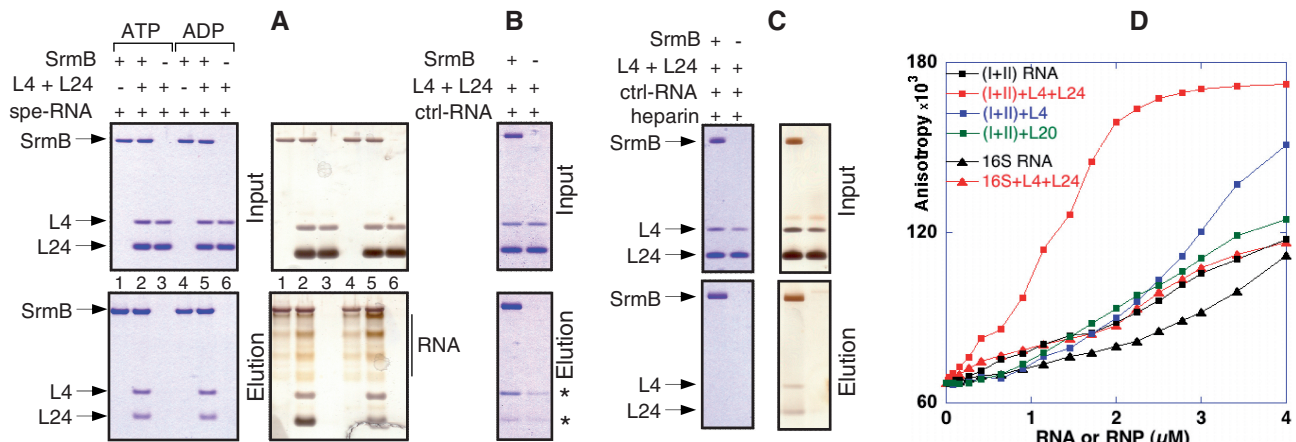 A
ATP ADP
SrmB + + - + + -
L4 + L24 - + + - + +
spe-RNA + + + + + +
SrmB
L4
L24
Input
1 2 3 4 5 6
1 2 3 4 5 6
SrmB
L4
L24
Elution
RNA
B
SrmB + -
L4 + L24 + +
ctrl-RNA + +
Input
Elution
*
*
C
SrmB + -
L4 + L24 + +
ctrl-RNA + +
heparin + +
SrmB
L4
L24
Input
SrmB
L4
L24
Elution
D
Anisotropy x10³
180
120
60
(I+II) RNA
(I+II)+L4+L24
(I+II)+L4
(I+II)+L20
16S RNA
16S+L4+L24
0 1 2 3 4
RNA or RNP (µM)